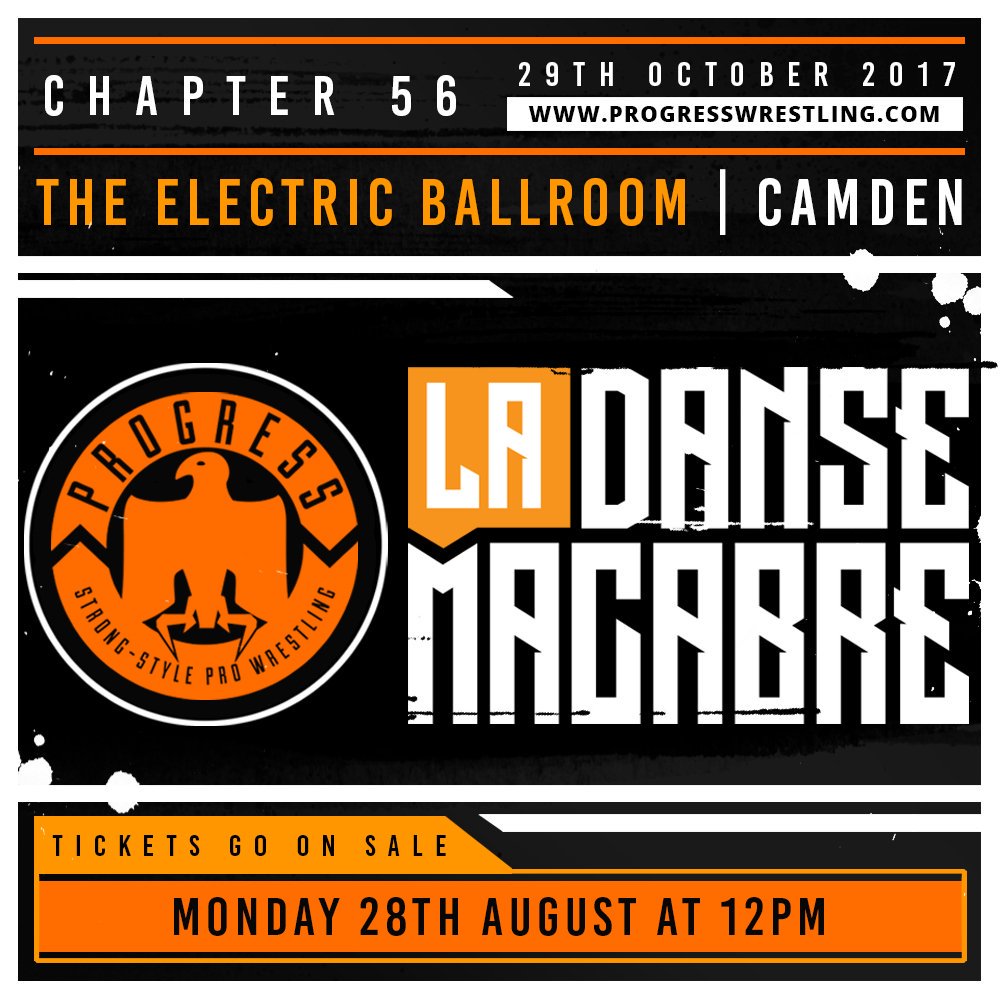 CHAPTER 56
29TH OCTOBER 2017
WWW.PROGRESSWRESTLING.COM
THE ELECTRIC BALLROOM | CAMDEN
PROGRESS
STRONG-STYLE PRO WRESTLING
LA DANSE
MACABRE
TICKETS GO ON SALE
MONDAY 28TH AUGUST AT 12PM